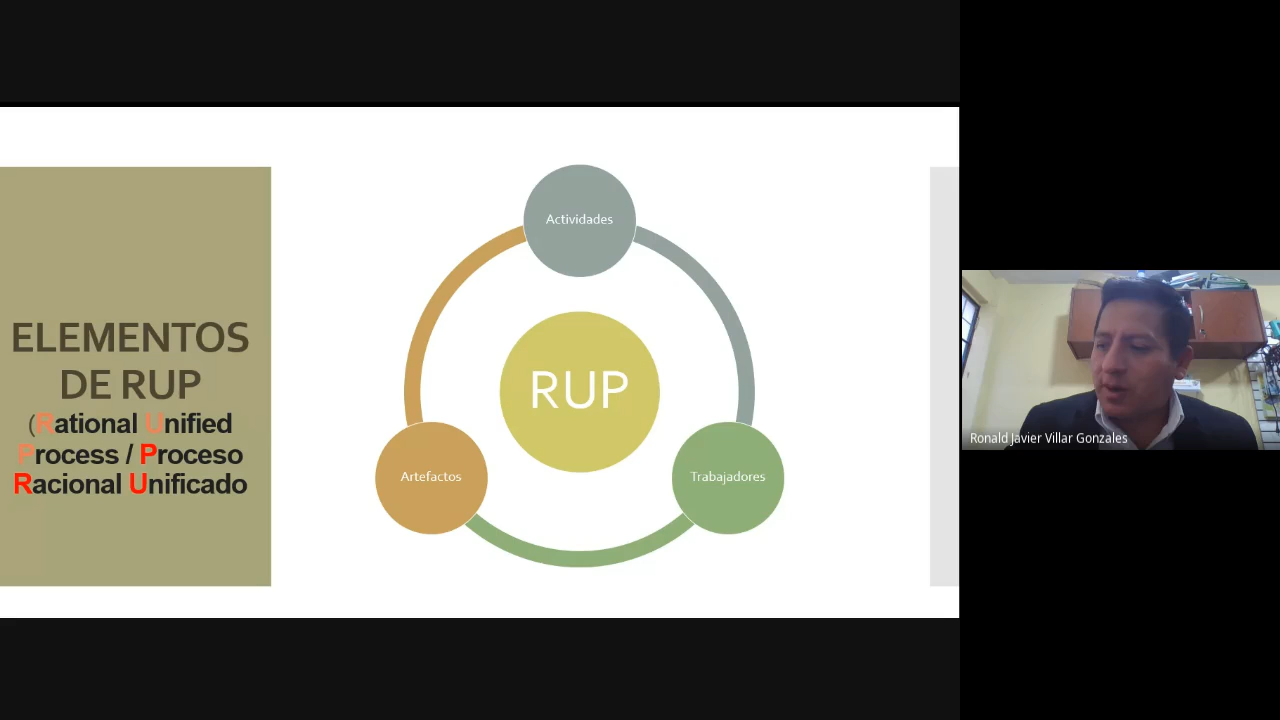 ELEMENTOS
DE RUP
(Rational Unified
Process / Proceso
Racional Unificado
Actividades
RUP
Artefactos
Trabajadores
Ronald Javier Villar Gonzales